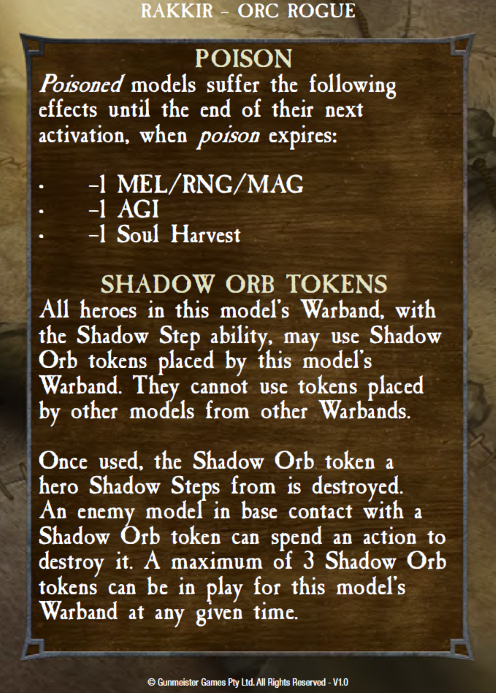 RAKKIR – ORC ROGUE
POISON
Poisoned models suffer the following
effects until the end of their next
activation, when poison expires:
• –1 MEL/RNG/MAG
• –1 AGI
• –1 Soul Harvest
SHADOW ORB TOKENS
All heroes in this model's Warband, with
the Shadow Step ability, may use Shadow
Orb tokens placed by this model's
Warband. They cannot use tokens placed
by other models from other Warbands.
Once used, the Shadow Orb token a
hero Shadow Steps from is destroyed.
An enemy model in base contact with a
Shadow Orb token can spend an action to
destroy it. A maximum of 3 Shadow Orb
tokens can be in play for this model's
Warband at any given time.
© Gunmeister Games Pty Ltd. All Rights Reserved - V1.0